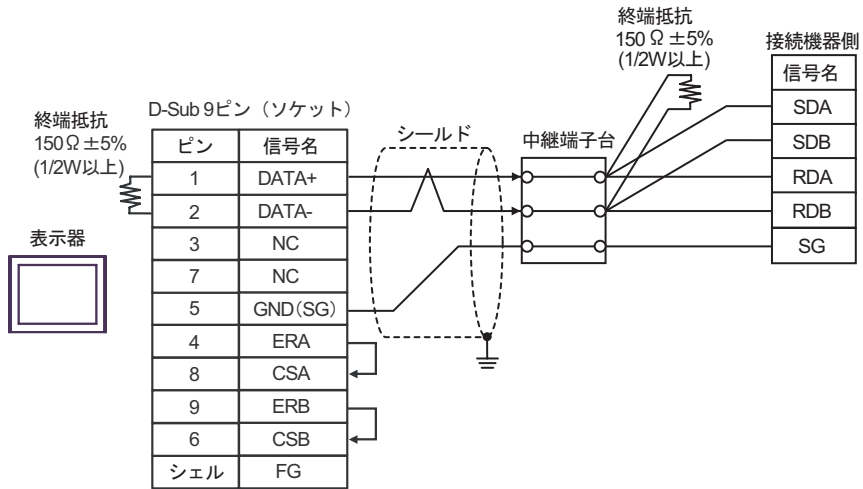 終端抵抗
150Ω±5%
(1/2W以上)
接続機器側
信号名
SDA
SDB
RDA
RDB
SG
終端抵抗
150Ω±5%
(1/2W以上)
D-Sub 9ピン（ソケット）
ピン 信号名
1 DATA+
2 DATA-
3 NC
7 NC
5 GND(SG)
4 ERA
8 CSA
9 ERB
6 CSB
シェル FG
シールド
中継端子台
表示器